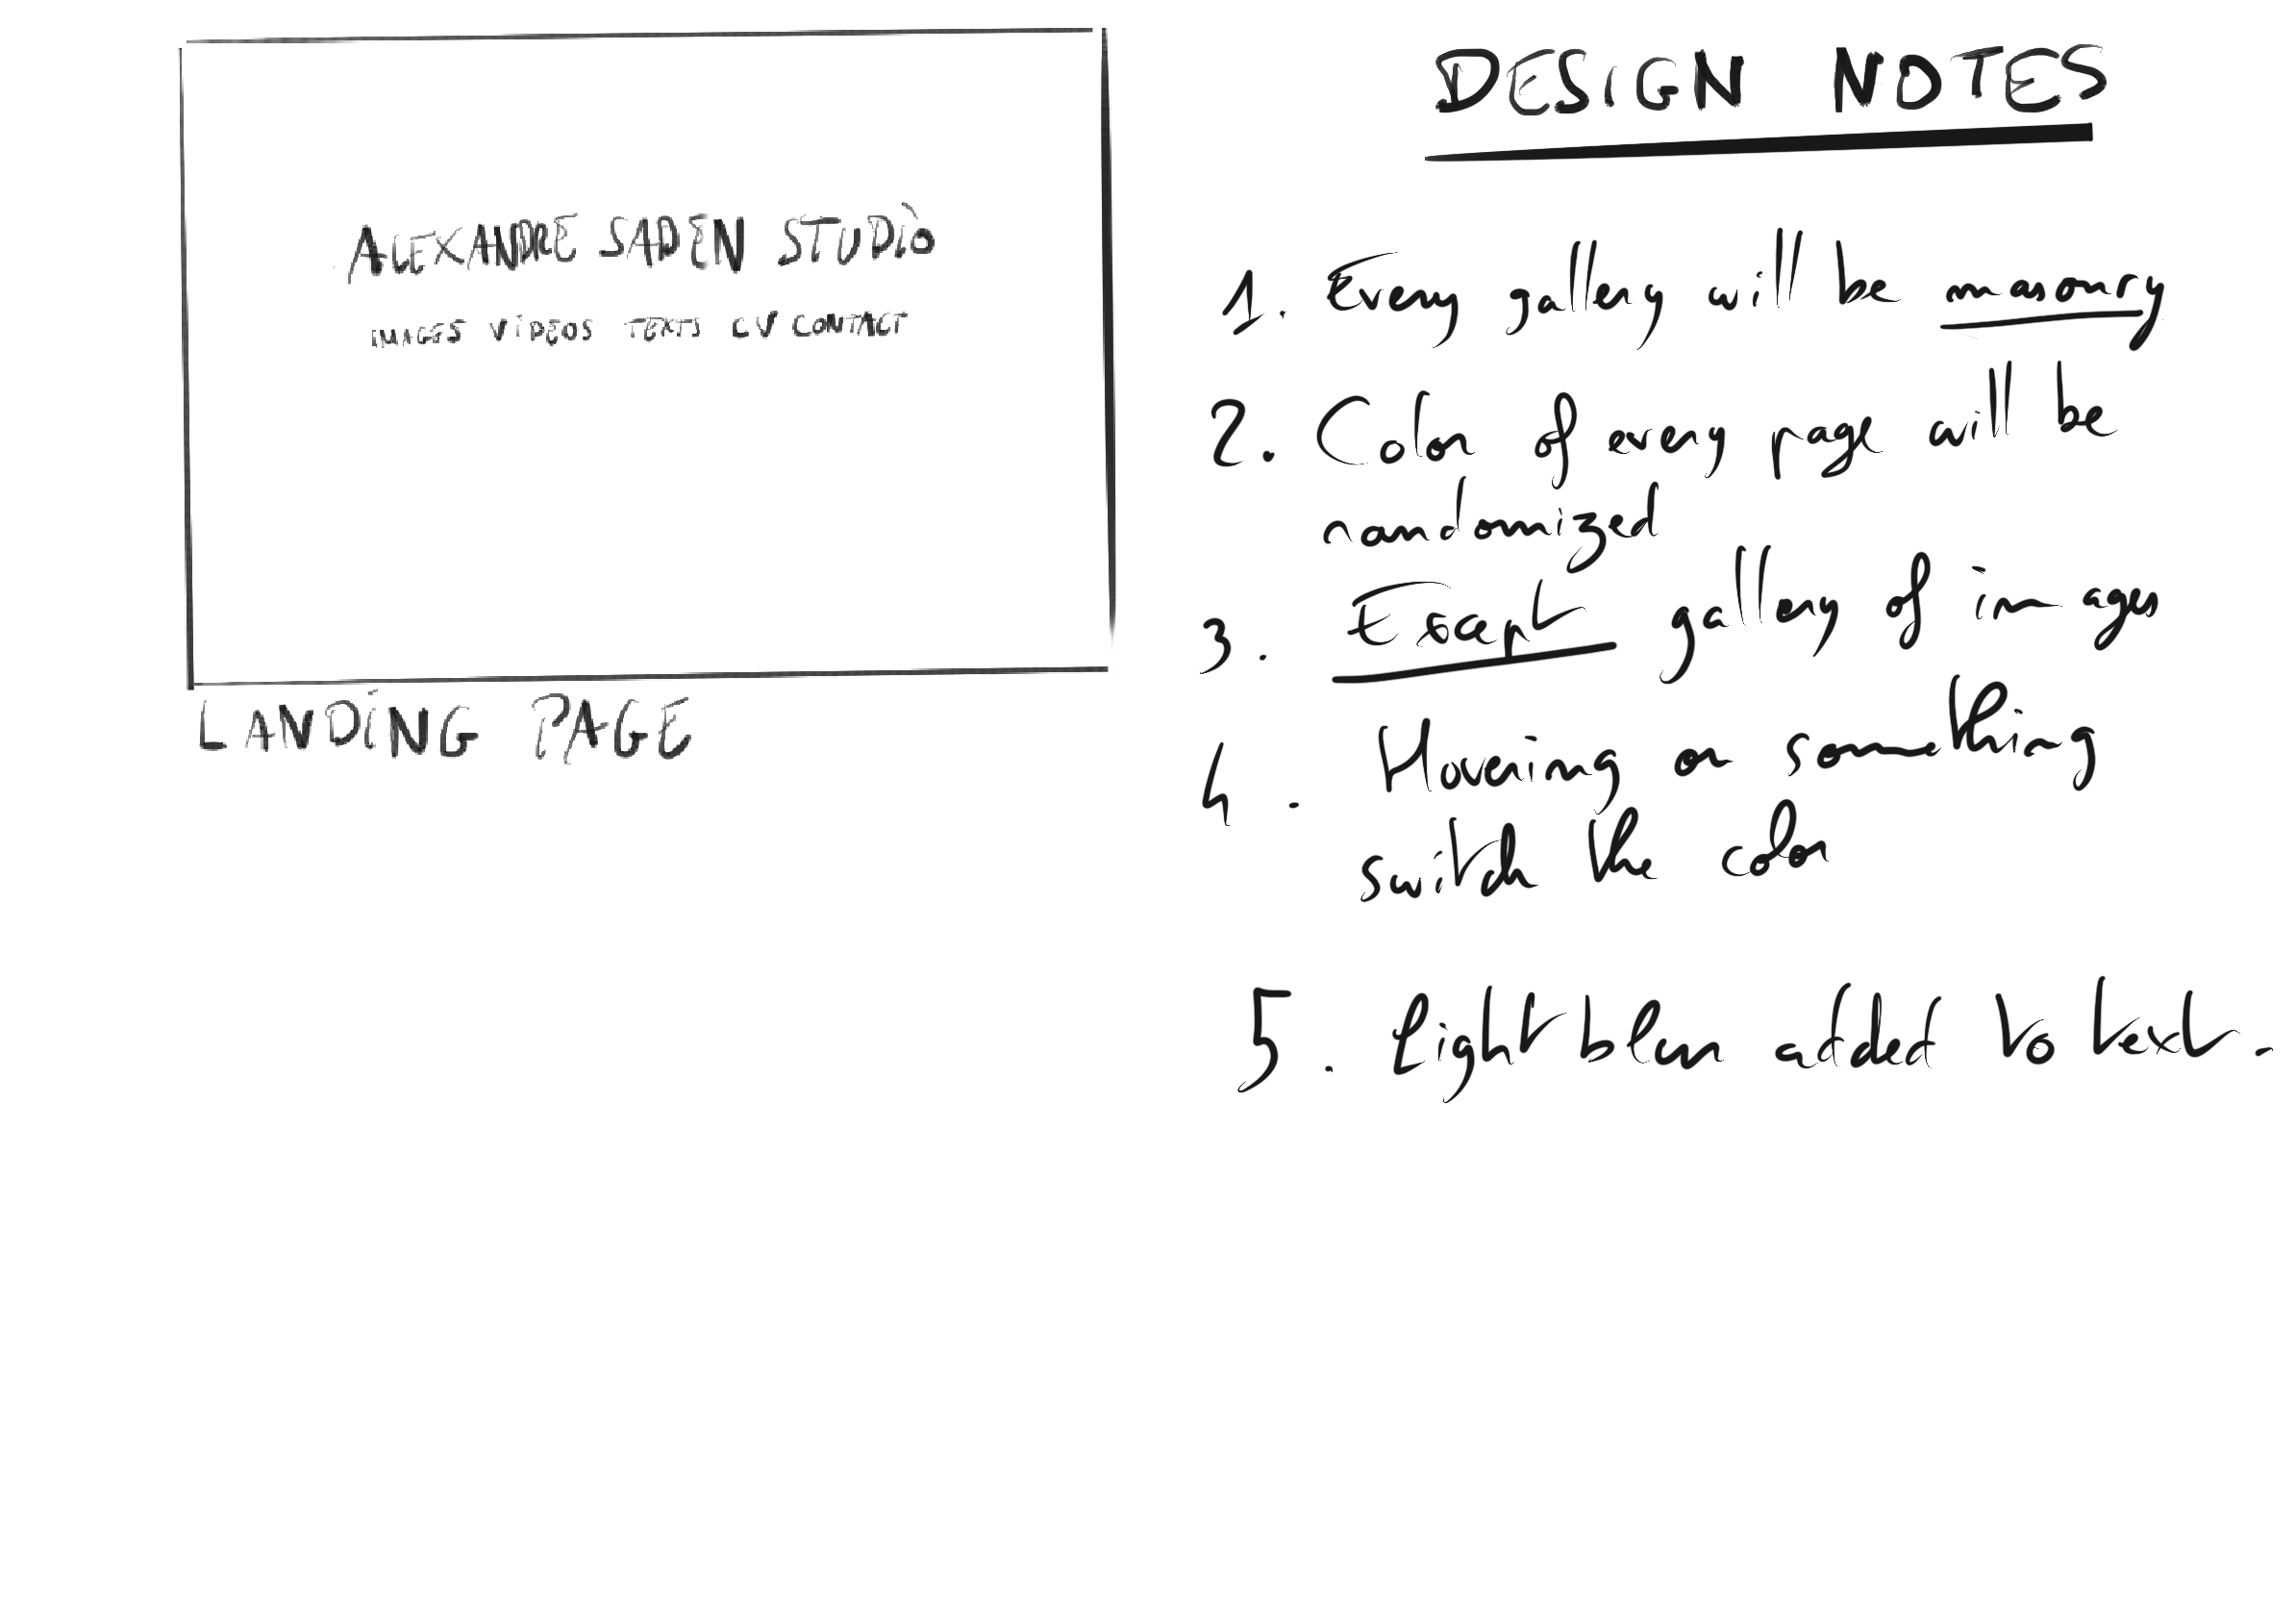 ALEXANDRE SADEN STUDIO
IMAGES VIDEOS TEXTS CV CONTACT
LANDING PAGE
DESIGN NOTES
1. Every gallery will be masonry
2. Color of every page will be
randomized
3. Except gallery of images
4. Hovering on something
switch the color
5. Light blur added to text.